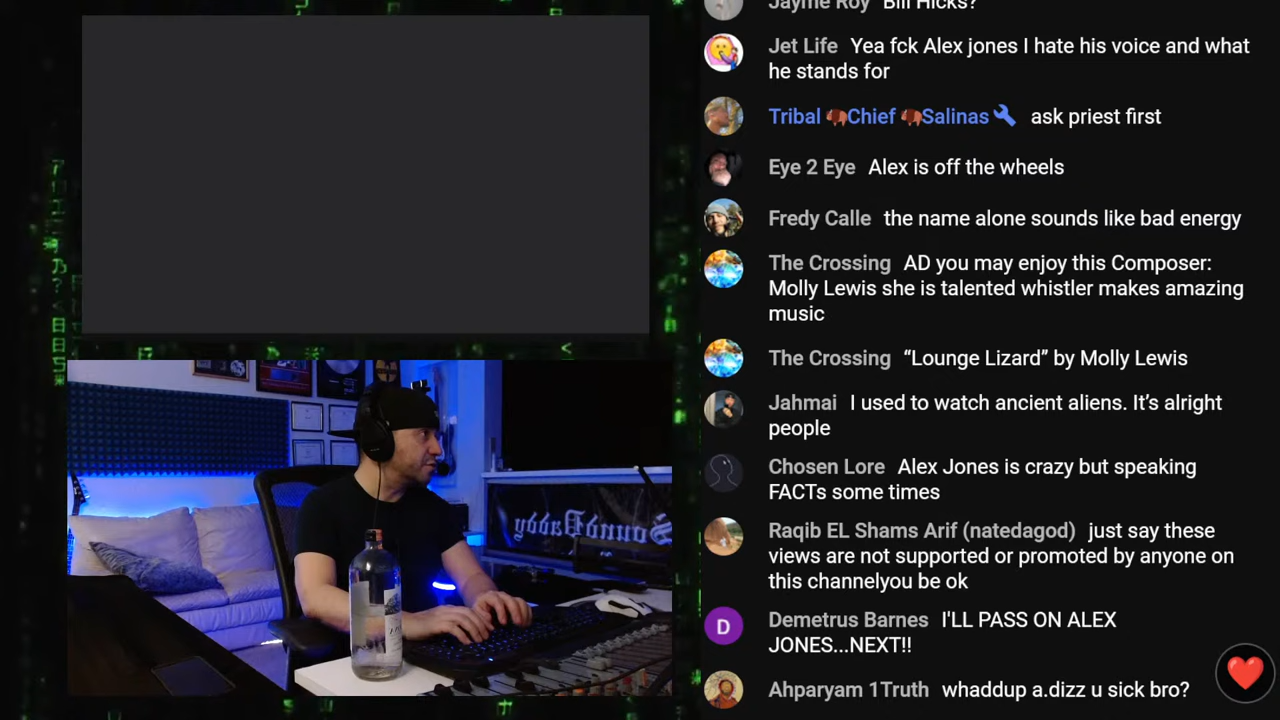 Jayme Roy Bill Hicks?
Jet Life Yea fck Alex jones I hate his voice and what
he stands for
Tribal Chief Salinas ask priest first
Eye 2 Eye Alex is off the wheels
Fredy Calle the name alone sounds like bad energy
The Crossing AD you may enjoy this Composer:
Molly Lewis she is talented whistler makes amazing
music
The Crossing “Lounge Lizard” by Molly Lewis
Jahmai I used to watch ancient aliens. It’s alright
people
Chosen Lore Alex Jones is crazy but speaking
FACTs some times
Raqib EL Shams Arif (natedagod) just say these
views are not supported or promoted by anyone on
this channelyou be ok
D Demetrus Barnes I'LL PASS ON ALEX
JONES...NEXT!!
Ahparyam 1Truth whaddup a.dizz u sick bro?
SoundDaddy